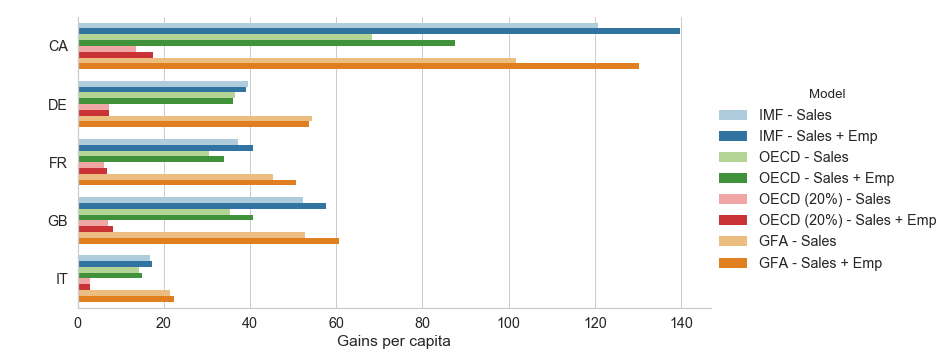 CA
DE
FR
GB
IT
0 20 40 60 80 100 120 140
Gains per capita
Model
IMF - Sales
IMF - Sales + Emp
OECD - Sales
OECD - Sales + Emp
OECD (20%) - Sales
OECD (20%) - Sales + Emp
GFA - Sales
GFA - Sales + Emp